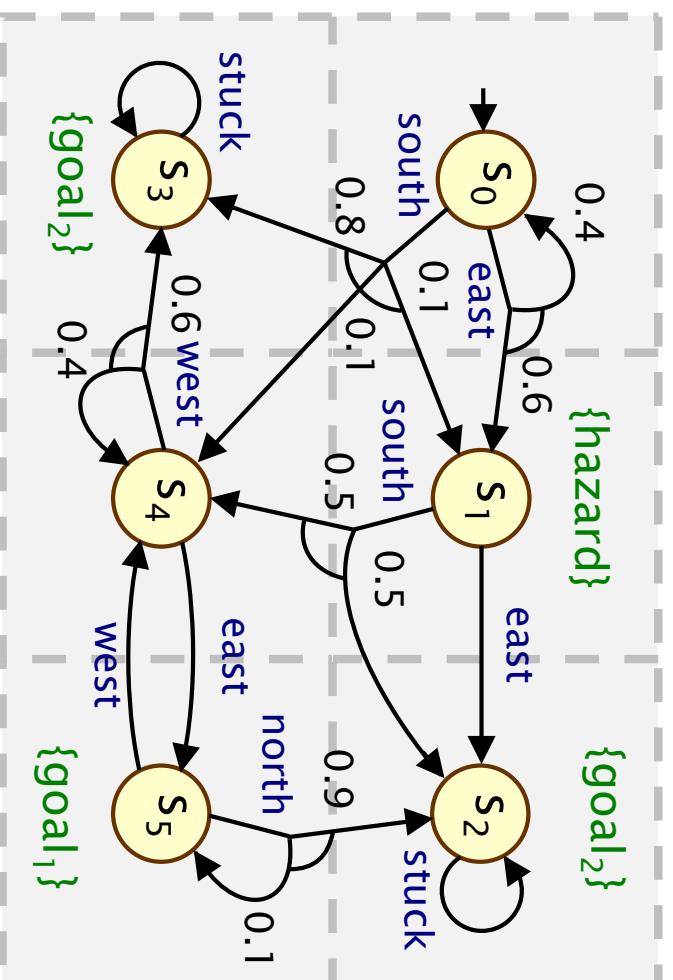 {goal₂}
0.4
{hazard}
0.6
east
s₀
east
s₁
s₂
0.1
south
south
0.5
stuck
0.8
0.1
0.5
0.9
north
0.1
stuck
east
0.6
west
s₃
s₄
s₅
west
0.4
{goal₂}
{goal₁}